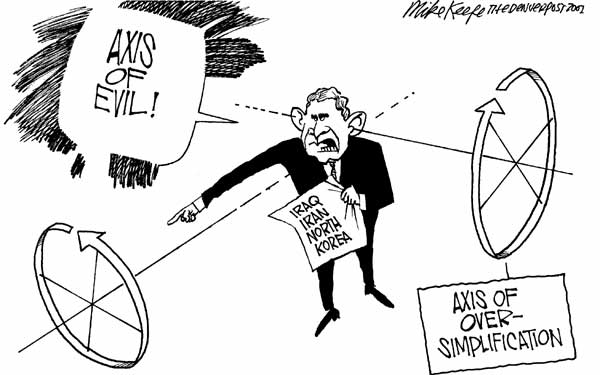 Mike Keefe THE DENVER POST 2002
AXIS
OF
EVIL!
IRAQ
IRAN
NORTH
KOREA
AXIS OF
OVER-
SIMPLIFICATION